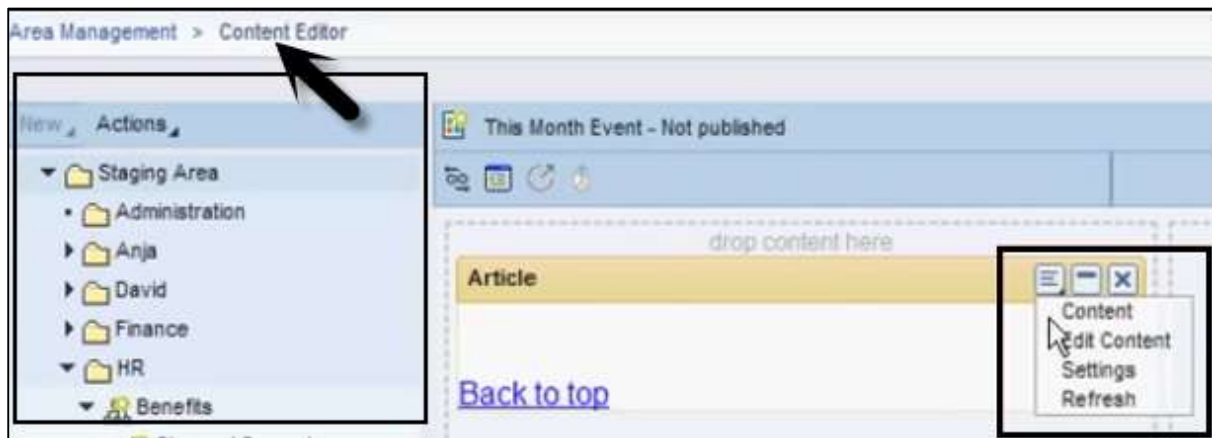 Area Management > Content Editor
New Actions
Staging Area
Administration
Anja
David
Finance
HR
Benefits
This Month Event - Not published
drop content here
Article
Content
Edit Content
Settings
Refresh
Back to top